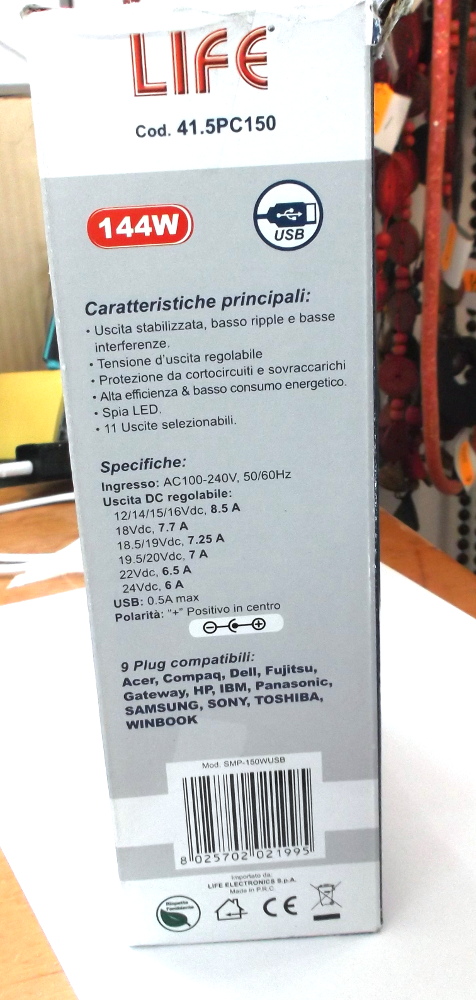 LIFE
Cod. 41.5PC150
144W
USB
Caratteristiche principali:
• Uscita stabilizzata, basso ripple e basse
interferenze.
• Tensione d'uscita regolabile
• Protezione da cortocircuiti e sovraccarichi
• Alta efficienza & basso consumo energetico.
• Spia LED.
• 11 Uscite selezionabili.
Specifiche:
Ingresso: AC100-240V, 50/60Hz
Uscita DC regolabile:
12/14/15/16Vdc, 8.5 A
18Vdc, 7.7 A
18.5/19Vdc, 7.25 A
19.5/20Vdc, 7 A
22Vdc, 6.5 A
24Vdc, 6 A
USB: 0.5A max
Polarità: "+" Positivo in centro
9 Plug compatibili:
Acer, Compaq, Dell, Fujitsu,
Gateway, HP, IBM, Panasonic,
SAMSUNG, SONY, TOSHIBA,
WINBOOK
Mod. SMP-150WUSB
8 025702 021995
Importato da:
LIFE ELECTRONICS S.p.A.
Made in P.R.C.
Rispetta
l'ambiente
CE